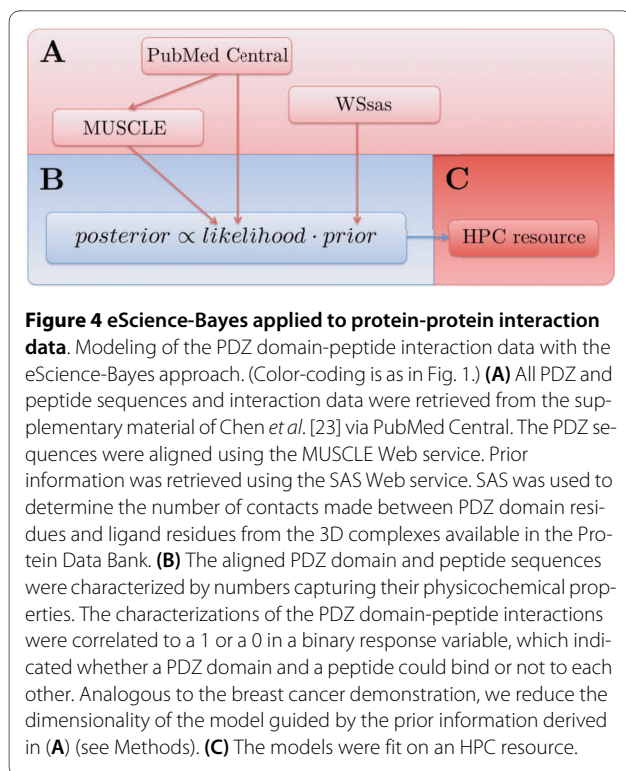 A
PubMed Central
WSsas
MUSCLE
B
C
posterior ∝ likelihood · prior
HPC resource
Figure 4 eScience-Bayes applied to protein-protein interaction
data. Modeling of the PDZ domain-peptide interaction data with the
eScience-Bayes approach. (Color-coding is as in Fig. 1.) (A) All PDZ and
peptide sequences and interaction data were retrieved from the sup-
plementary material of Chen et al. [23] via PubMed Central. The PDZ se-
quences were aligned using the MUSCLE Web service. Prior
information was retrieved using the SAS Web service. SAS was used to
determine the number of contacts made between PDZ domain resi-
dues and ligand residues from the 3D complexes available in the Pro-
tein Data Bank. (B) The aligned PDZ domain and peptide sequences
were characterized by numbers capturing their physicochemical prop-
erties. The characterizations of the PDZ domain-peptide interactions
were correlated to a 1 or a 0 in a binary response variable, which indi-
cated whether a PDZ domain and a peptide could bind or not to each
other. Analogous to the breast cancer demonstration, we reduce the
dimensionality of the model guided by the prior information derived
in (A) (see Methods). (C) The models were fit on an HPC resource.